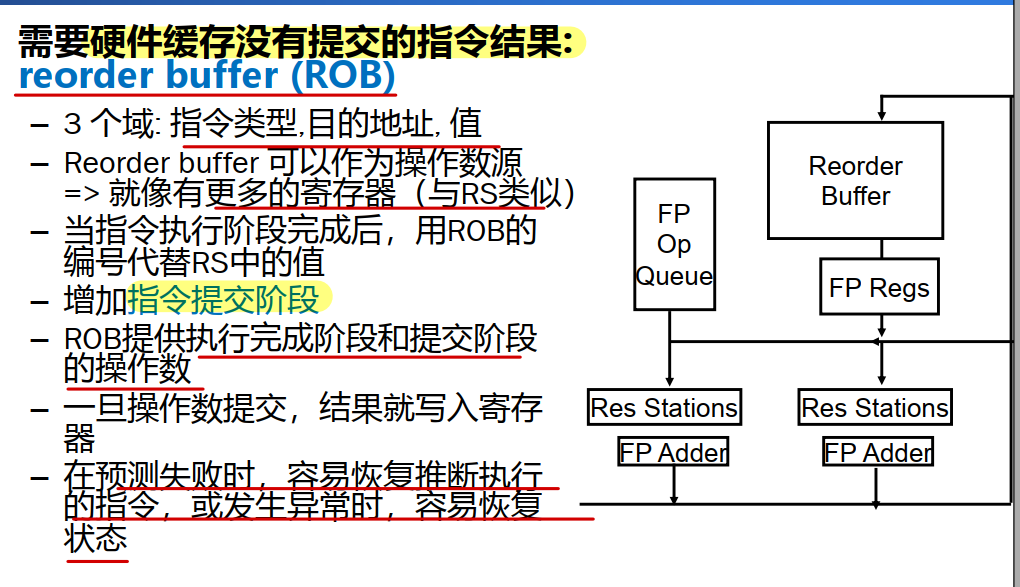 需要硬件缓存没有提交的指令结果:
reorder buffer (ROB)
– 3 个域: 指令类型,目的地址, 值
– Reorder buffer 可以作为操作数源
=> 就像有更多的寄存器（与RS类似）
– 当指令执行阶段完成后，用ROB的
编号代替RS中的值
– 增加指令提交阶段
– ROB提供执行完成阶段和提交阶段
的操作数
– 一旦操作数提交，结果就写入寄存
器
– 在预测失败时，容易恢复推断执行
的指令，或发生异常时，容易恢复
状态
Reorder
Buffer
FP
Op
Queue
FP Regs
Res Stations
Res Stations
FP Adder
FP Adder